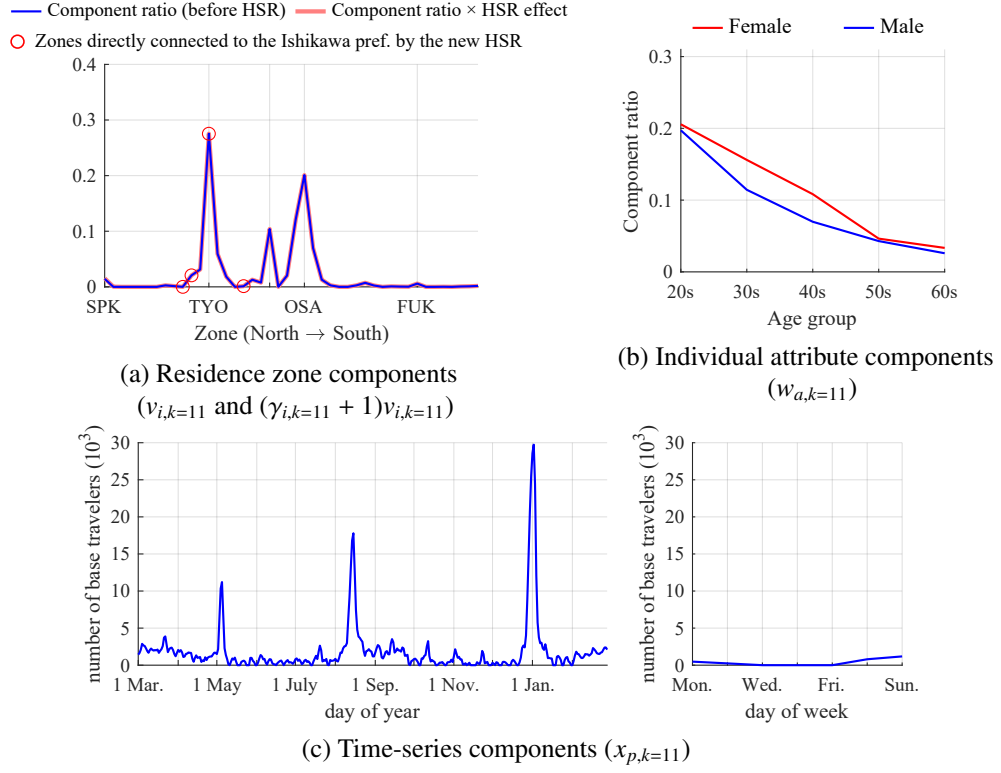 Component ratio (before HSR) Component ratio × HSR effect
Zones directly connected to the Ishikawa pref. by the new HSR
0.4
0.3
0.2
0.1
0
SPK TYO OSA FUK
Zone (North → South)
(a) Residence zone components
(v_{i,k=11} and (γ_{i,k=11} + 1)v_{i,k=11})
Female Male
Component ratio
0.3
0.2
0.1
0
20s 30s 40s 50s 60s
Age group
(b) Individual attribute components
(w_{a,k=11})
number of base travelers (10^3)
30
25
20
15
10
5
0
1 Mar. 1 May 1 July 1 Sep. 1 Nov. 1 Jan.
day of year
number of base travelers (10^3)
30
25
20
15
10
5
0
Mon. Wed. Fri. Sun.
day of week
(c) Time-series components (x_{p,k=11})